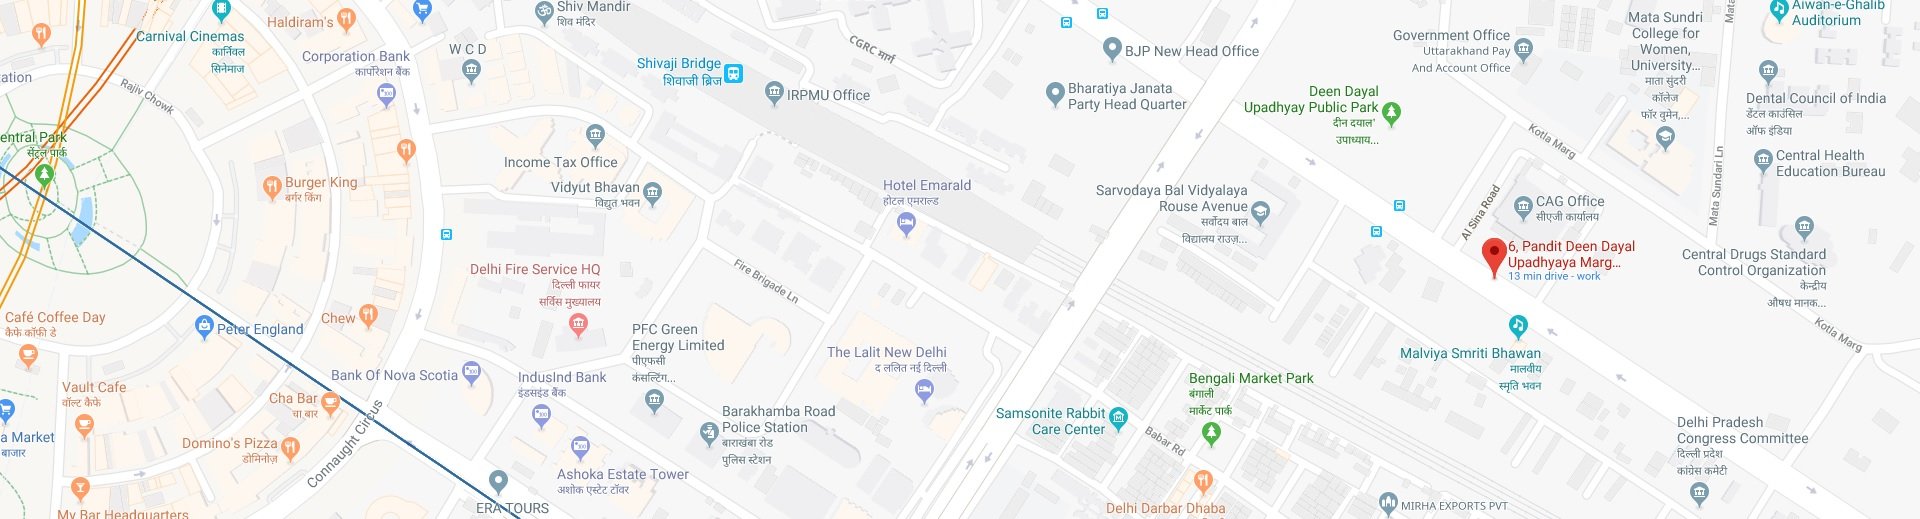 Shiv Mandir
शिव मंदिर
Haldiram's
Carnival Cinemas
कार्निवल
सिनेमाज
Corporation Bank
कार्पोरेशन बैंक
W C D
Shivaji Bridge
शिवाजी ब्रिज
CGRC मार्ग
IRPMU Office
BJP New Head Office
Bharatiya Janata
Party Head Quarter
Deen Dayal
Upadhyay Public Park
दीन दयाल
उपाध्याय...
Government Office
Uttarakhand Pay
And Account Office
Mata Sundri
College for
Women,
University...
माता सुंदरी
कॉलेज
फॉर वुमेन,...
Mata
Aiwan-e-Ghalib
Auditorium
Dental Council of India
डेंटल काउंसिल
ऑफ इंडिया
Kotla Marg
Central Health
Education Bureau
Mata Sundari Ln
Rajiv Chowk
entral Park
सेंट्रल पार्क
Burger King
बर्गर किंग
Income Tax Office
Vidyut Bhavan
विद्युत भवन
Hotel Emarald
होटल एमराल्ड
Sarvodaya Bal Vidyalaya
Rouse Avenue
सर्वोदय बाल
विद्यालय राउज़...
CAG Office
सीएजी कार्यालय
Al Sina Road
6, Pandit Deen Dayal
Upadhyaya Marg...
13 min drive - work
Central Drugs Standard
Control Organization
केन्द्रीय
औषध मानक...
Delhi Fire Service HQ
दिल्ली फायर
सर्विस मुख्यालय
Fire Brigade Ln
Café Coffee Day
कैफे कॉफी डे
Peter England
Chew
PFC Green
Energy Limited
पीएफसी
कंसल्टिंग...
The Lalit New Delhi
द ललित नई दिल्ली
Malviya Smriti Bhawan
मालवीय
स्मृति भवन
Kotla Marg
Bank Of Nova Scotia
IndusInd Bank
इंडसइंड बैंक
Vault Cafe
वॉल्ट कैफे
Cha Bar
चा बार
Connaught Circus
Barakhamba Road
Police Station
बाराखंबा रोड
पुलिस स्टेशन
Bengali Market Park
बंगाली
मार्केट पार्क
Samsonite Rabbit
Care Center
Babar Rd
Delhi Pradesh
Congress Committee
दिल्ली प्रदेश
कांग्रेस कमेटी
a Market
बाजार
Domino's Pizza
डोमिनोज़
Ashoka Estate Tower
अशोक एस्टेट टॉवर
ERA TOURS
My Bar Headquarters
Delhi Darbar Dhaba
MIRHA EXPORTS PVT